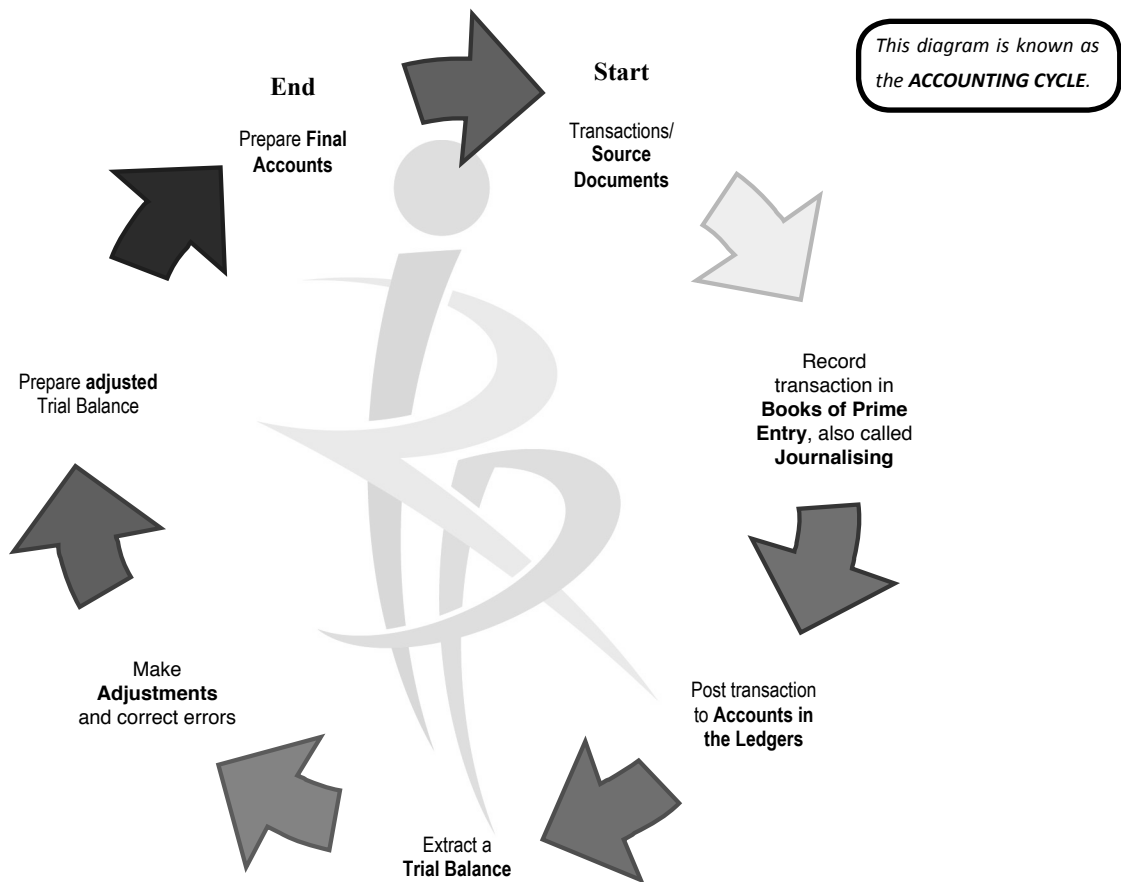 End
Prepare Final
Accounts
Start
Transactions/
Source
Documents
This diagram is known as
the ACCOUNTING CYCLE.
Record
transaction in
Books of Prime
Entry, also called
Journalising
Post transaction
to Accounts in
the Ledgers
Extract a
Trial Balance
Make
Adjustments
and correct errors
Prepare adjusted
Trial Balance